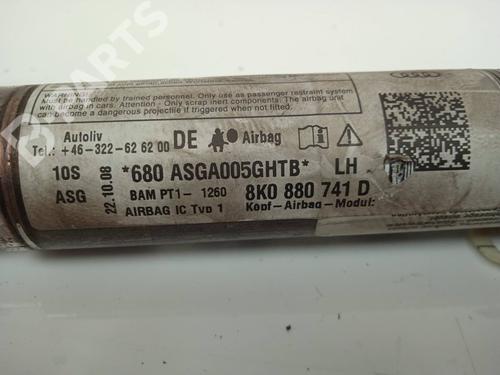 Must be handled by trained personnel. Only use as passenger restraint system
airbag in cars. Attention - Only scrap inert components. The airbag unit
can become a dangerous projectile if triggered when not fitted.
Autoliv
Tel.: +46-322-62 62 00
DE
Airbag
10S
*680 ASGA005GHTB*
LH
ASG
22.10.08
BAM PT1- 1260
8K0 880 741 D
AIRBAG IC Typ 1
Kopf-Airbag-Modul
B PARTS